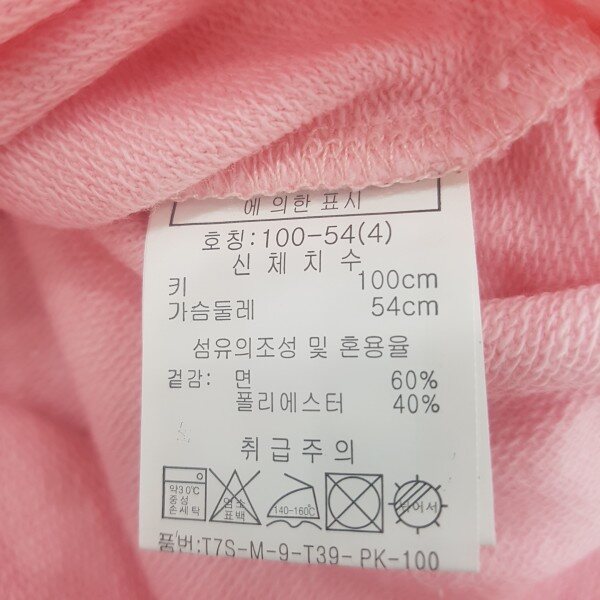 에 의한 표시
호칭:100-54(4)
신 체 치 수
키 100cm
가슴둘레 54cm
섬유의조성 및 혼용율
겉감: 면 60%
폴리에스터 40%
취 급 주 의
약30℃ 중성 손세탁
염소 표백
140-160℃
뉘어서
품번:T7S-M-9-T39-PK-100